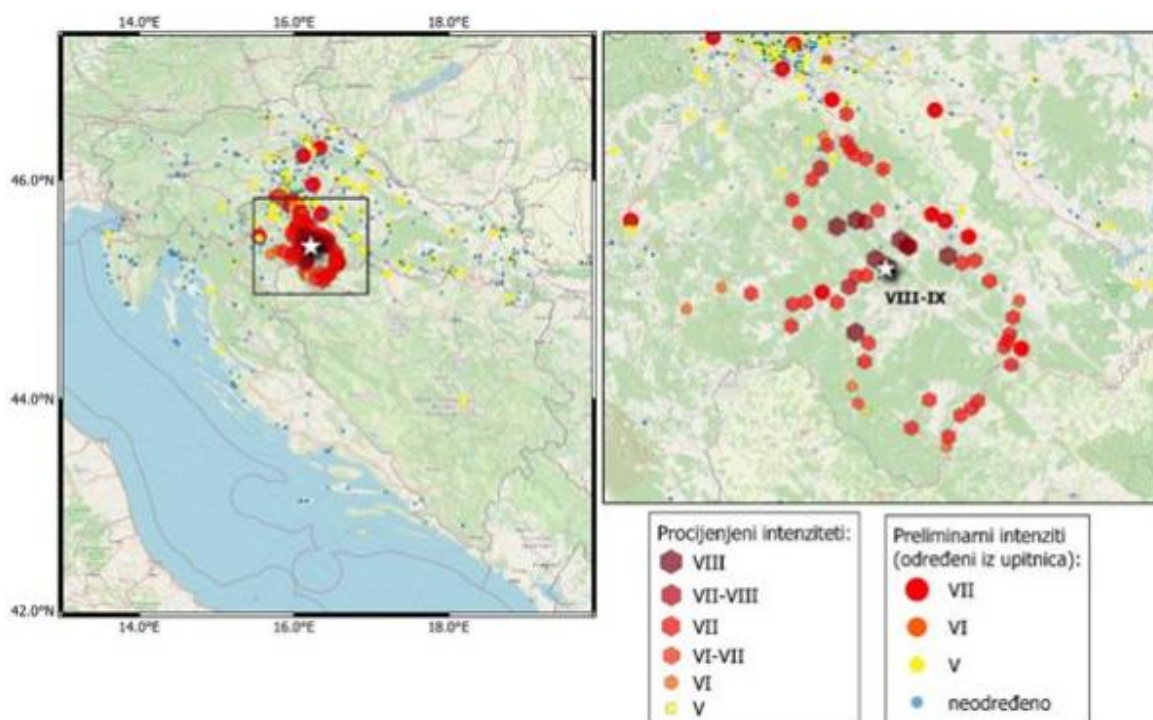 14.0°E 16.0°E 18.0°E
46.0°N
44.0°N
42.0°N
14.0°E 16.0°E 18.0°E
VIII-IX
Procijenjeni intenziteti:
VIII
VII-VIII
VII
VI-VII
VI
V
Preliminarni intenziti
(određeni iz upitnica):
VII
VI
V
neodređeno